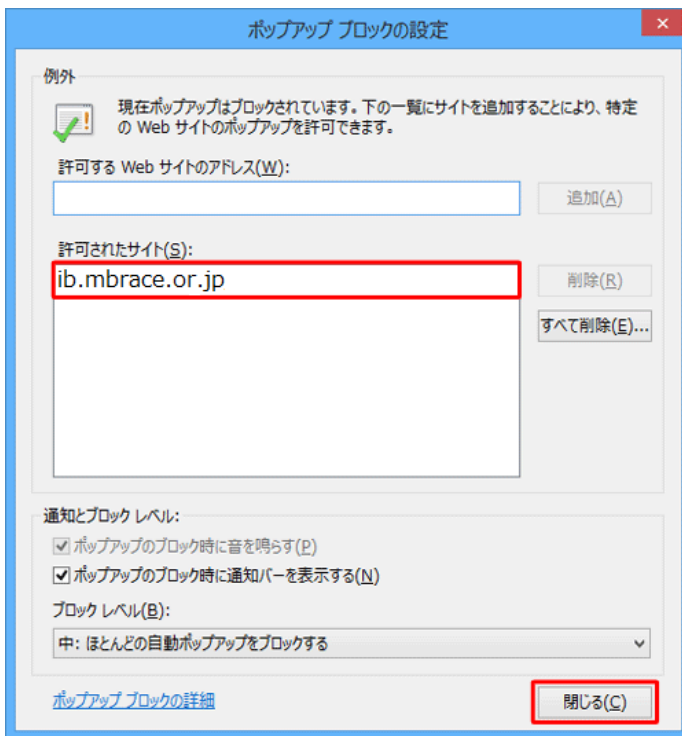 ポップアップ ブロックの設定
例外
現在ポップアップはブロックされています。下の一覧にサイトを追加することにより、特定
の Web サイトのポップアップを許可できます。
許可する Web サイトのアドレス(W):
追加(A)
許可されたサイト(S):
ib.mbrace.or.jp
削除(R)
すべて削除(E)...
通知とブロック レベル:
ポップアップのブロック時に音を鳴らす(P)
ポップアップのブロック時に通知バーを表示する(N)
ブロック レベル(B):
中: ほとんどの自動ポップアップをブロックする
ポップアップ ブロックの詳細
閉じる(C)